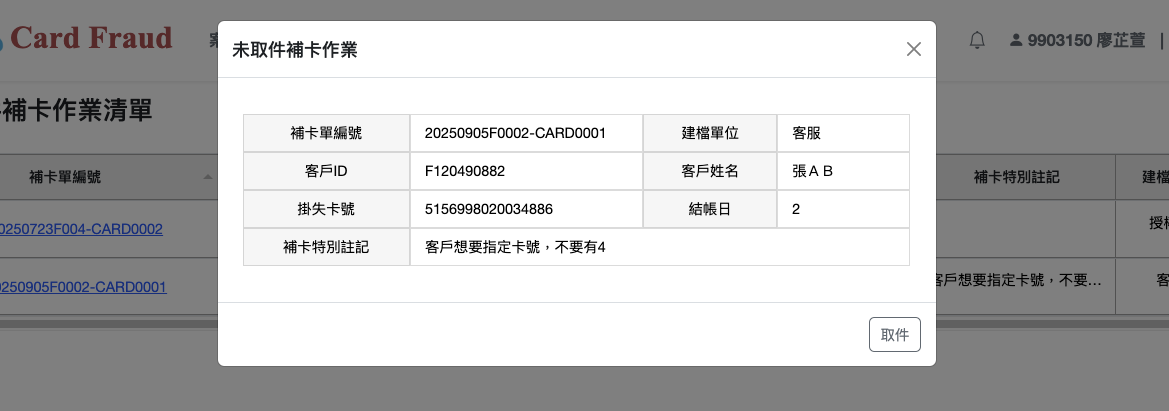 Card Fraud
9903150 廖芷萱 |
未取件補卡作業
補卡作業清單
補卡單編號 20250905F0002-CARD0001 建檔單位 客服
客戶ID F120490882 客戶姓名 張ＡＢ
掛失卡號 5156998020034886 結帳日 2
補卡特別註記 客戶想要指定卡號，不要有4
取件
補卡單編號 補卡特別註記 建檔
0250723F004-CARD0002 授
0250905F0002-CARD0001 客戶想要指定卡號，不要... 客